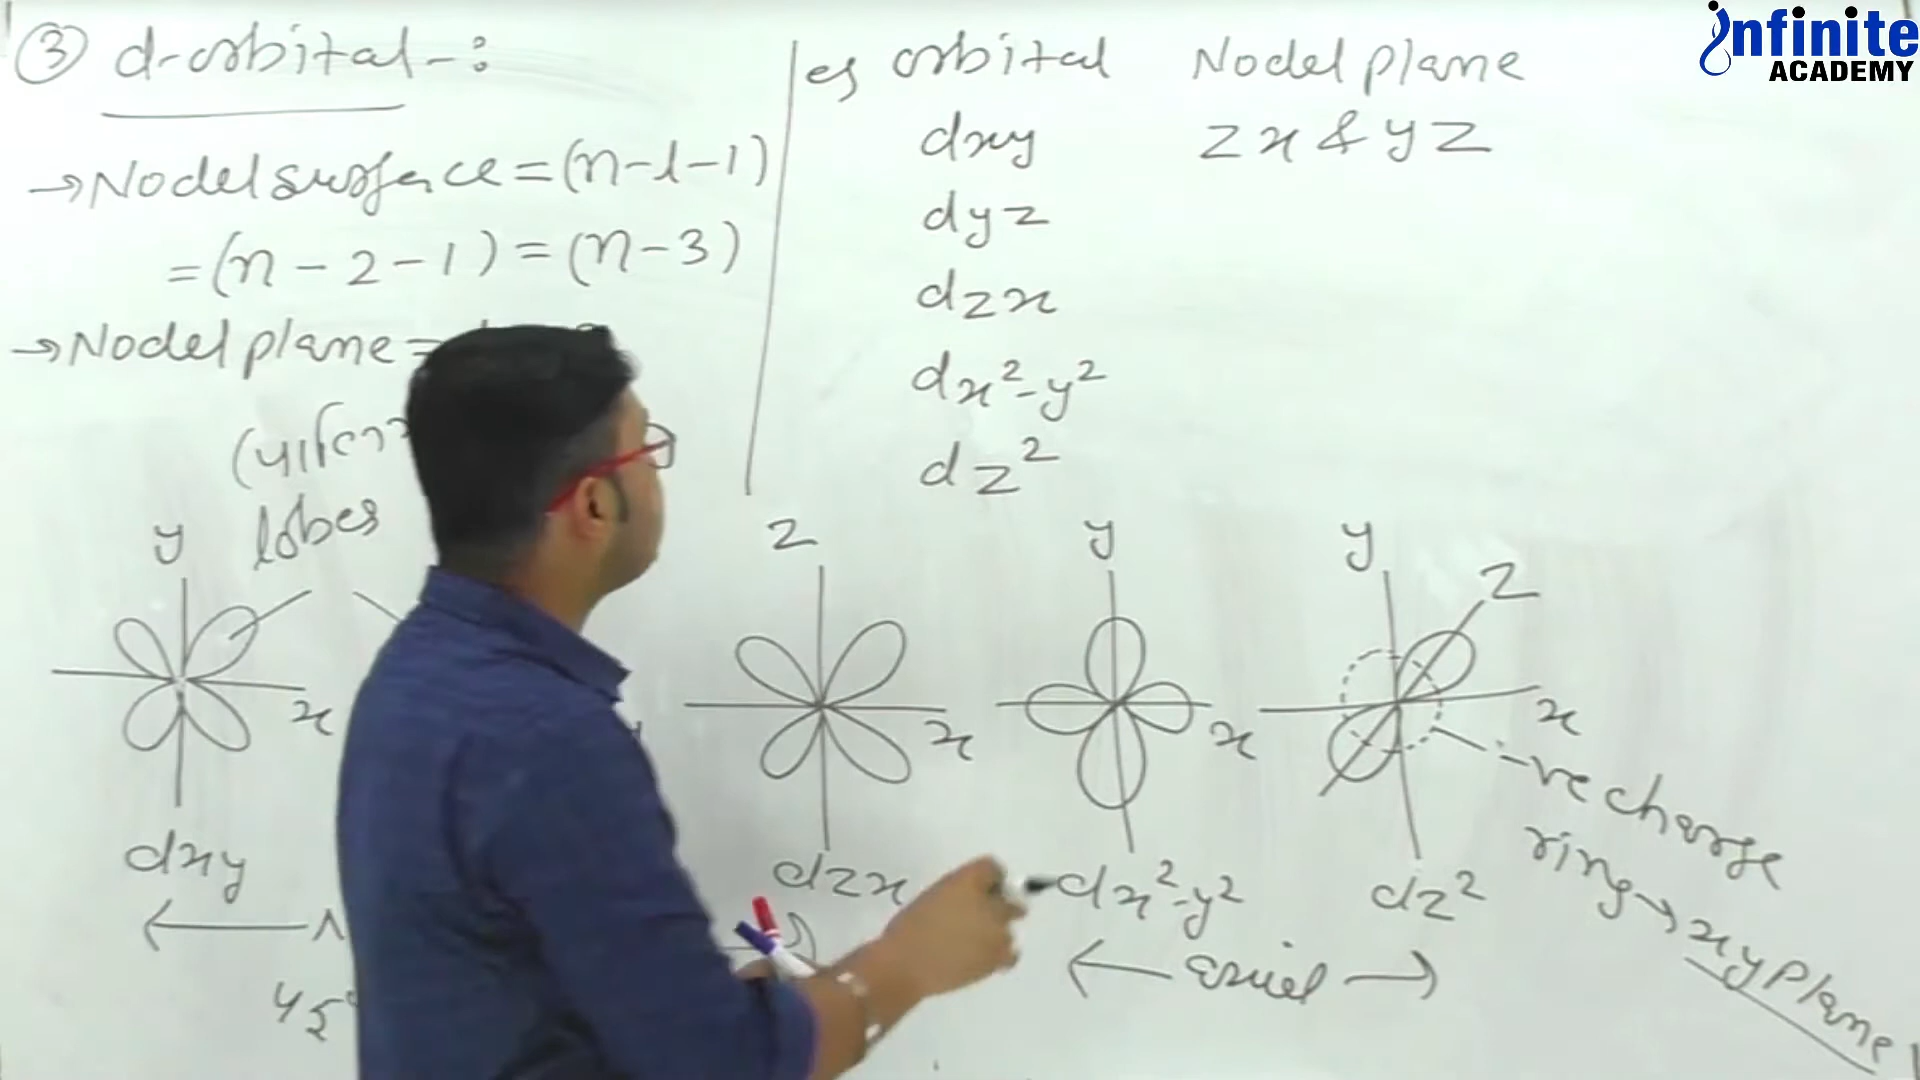 ③ d-orbital -:
→ Nodel surface = (n-l-1)
= (n-2-1) = (n-3)
→ Nodel plane =
lobes
eg orbital Nodel plane
dxy zx & yz
dyz
dzx
dx²-y²
dz²
y
x
dxy
45°
z
x
dzx
y
x
dx²-y²
y
z
x
dz²
-ve charge
ring → xy plane
← axial →
infinite
ACADEMY